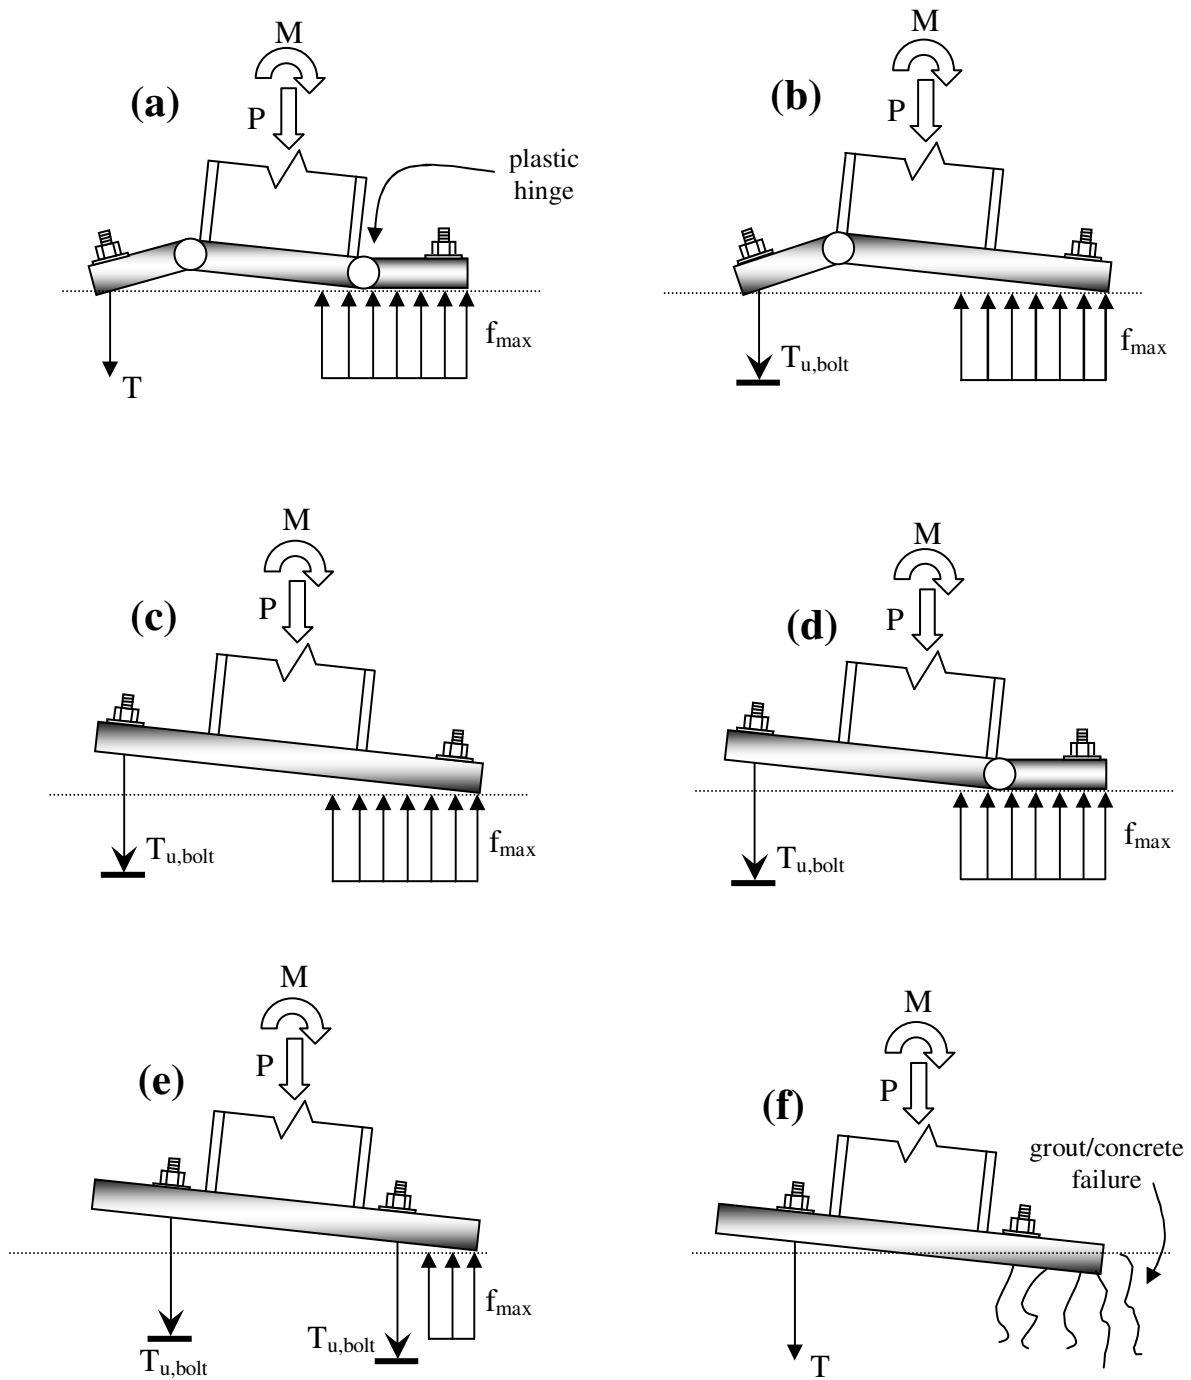 (a)
M
P
plastic
hinge
f_max
T
(b)
M
P
T_u,bolt
f_max
(c)
M
P
T_u,bolt
f_max
(d)
M
P
T_u,bolt
f_max
(e)
M
P
T_u,bolt
T_u,bolt
f_max
(f)
M
P
grout/concrete
failure
T